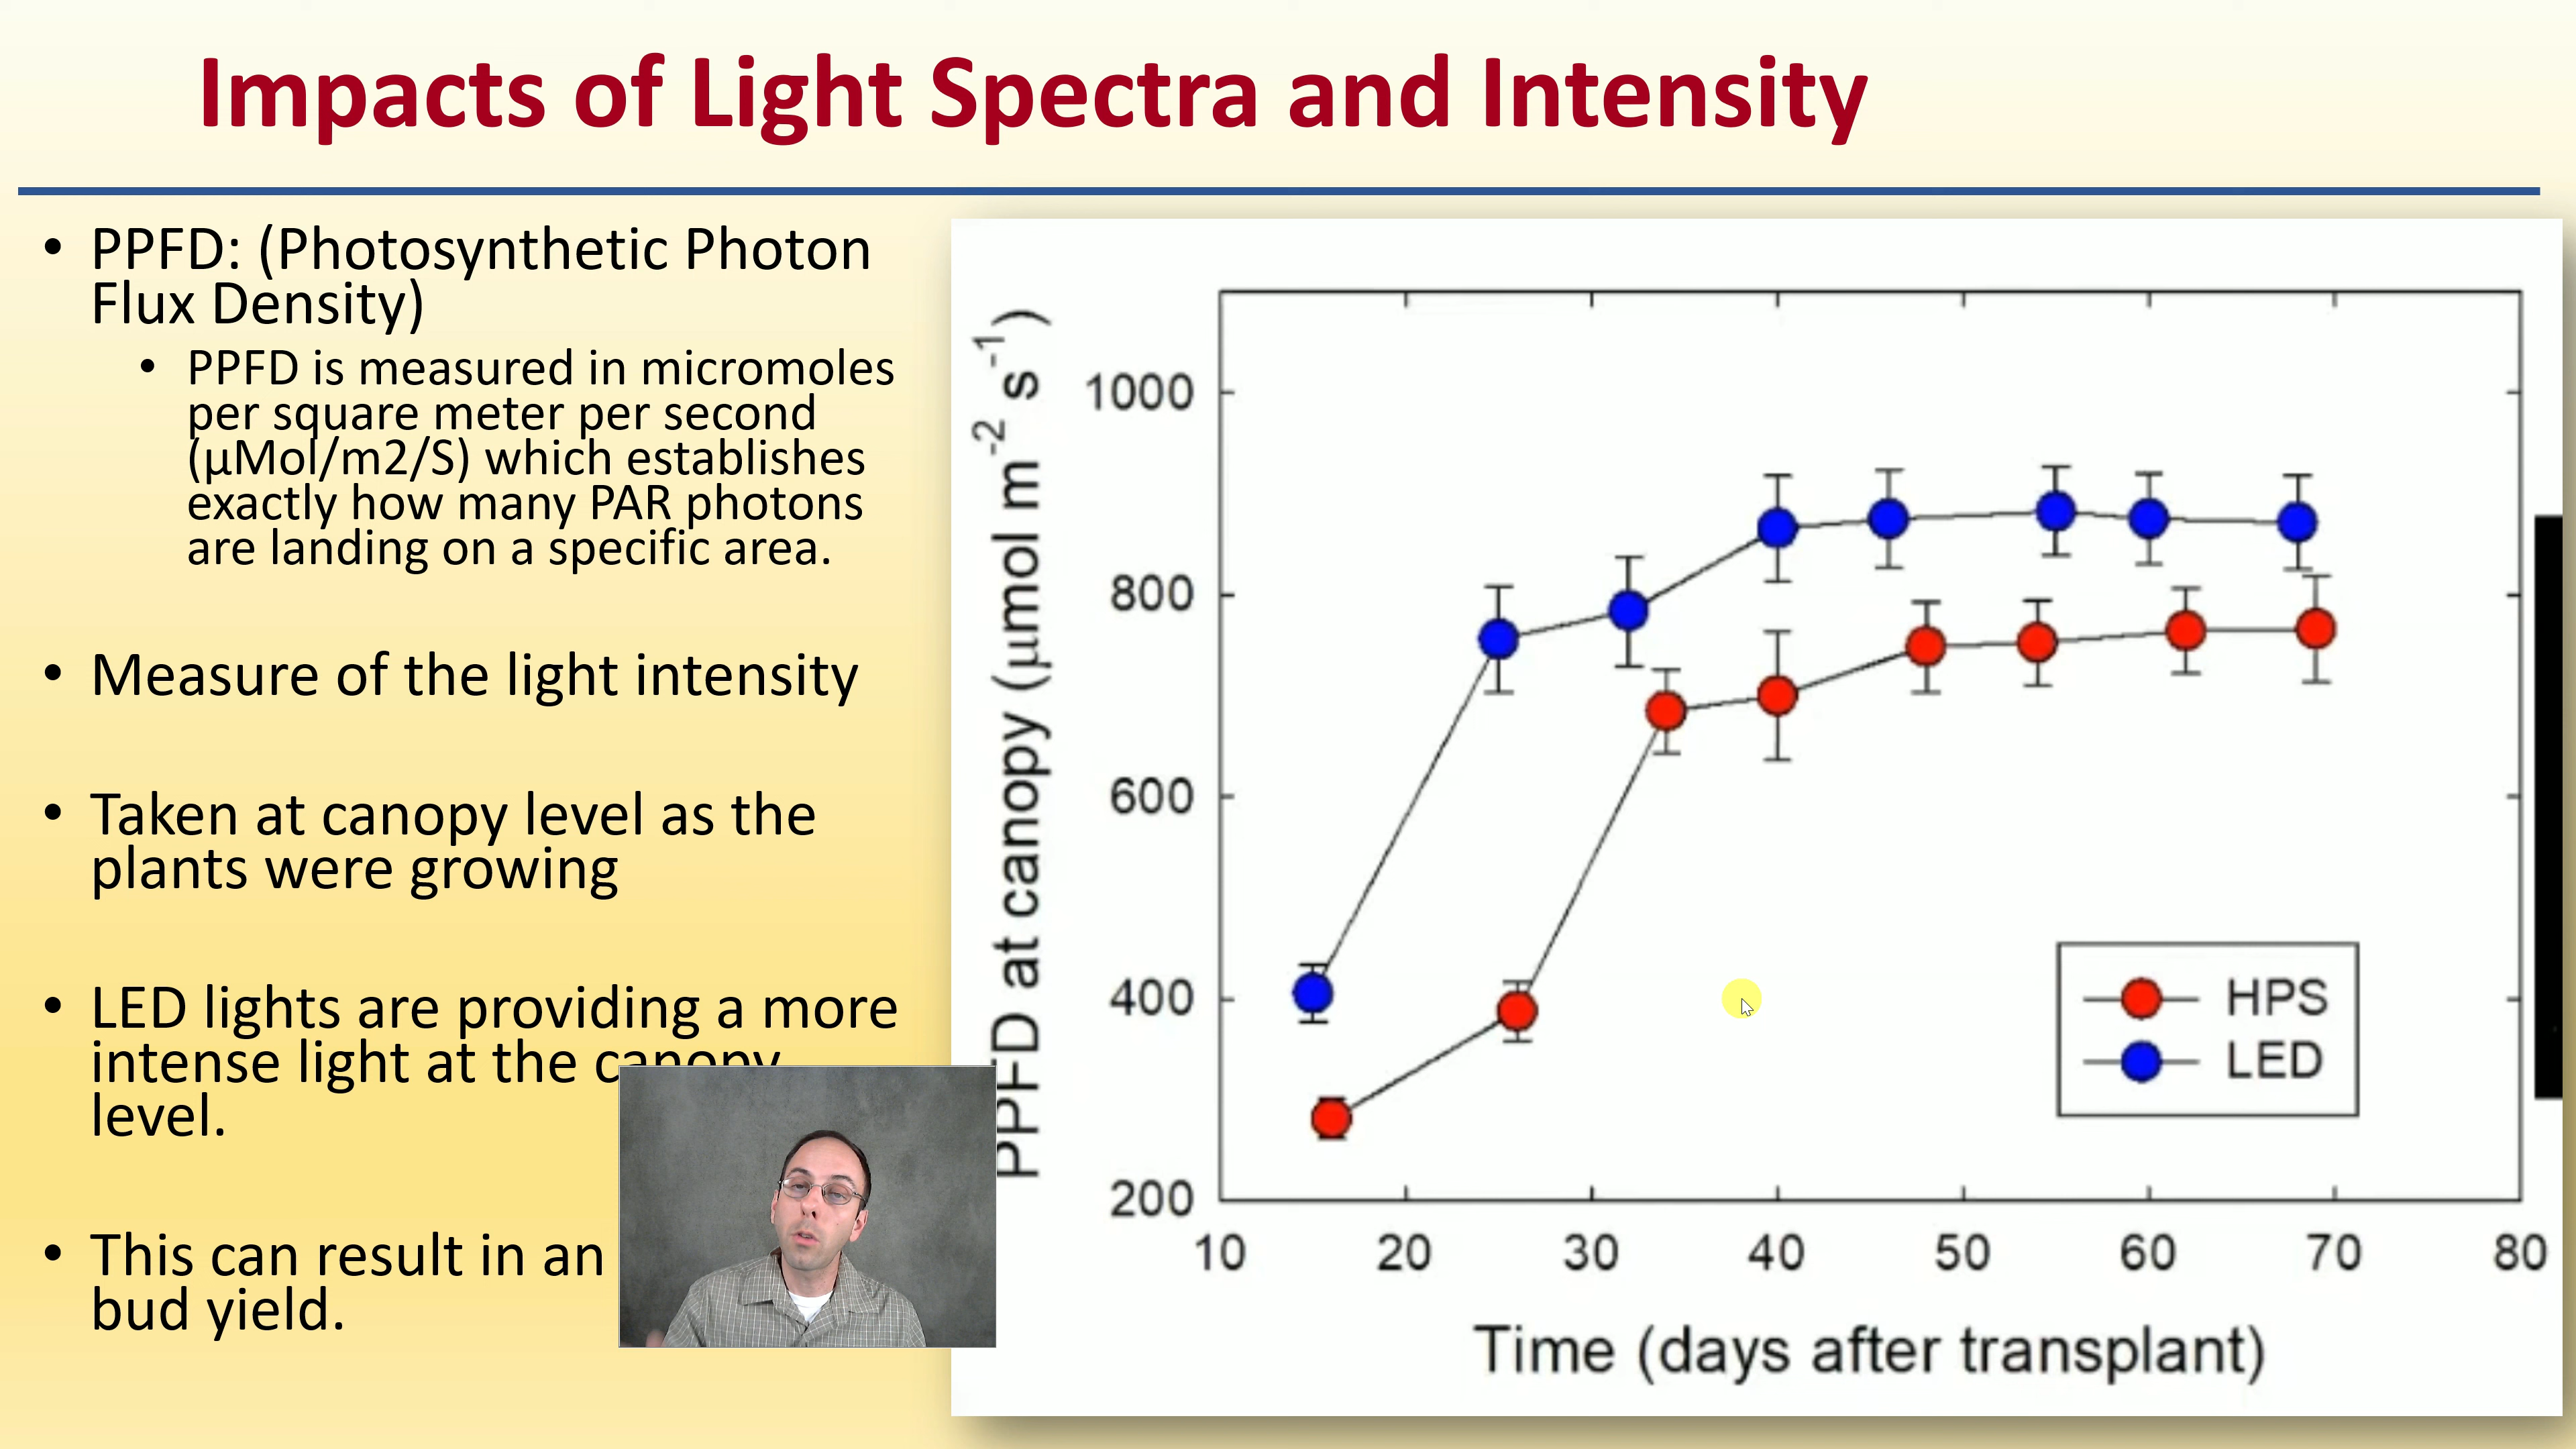 Impacts of Light Spectra and Intensity
• PPFD: (Photosynthetic Photon
Flux Density)
• PPFD is measured in micromoles
per square meter per second
(µMol/m2/S) which establishes
exactly how many PAR photons
are landing on a specific area.
• Measure of the light intensity
• Taken at canopy level as the
plants were growing
• LED lights are providing a more
intense light at the canopy
level.
• This can result in an
bud yield.
PPFD at canopy (µmol m⁻² s⁻¹)
1000
800
600
400
200
10 20 30 40 50 60 70 80
Time (days after transplant)
HPS
LED